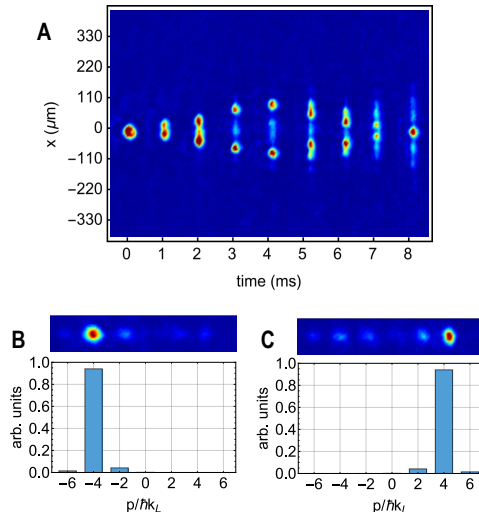 A
x (µm)
330
220
110
0
-110
-220
-330
0 1 2 3 4 5 6 7 8
time (ms)
B
arb. units
1.0
0.8
0.6
0.4
0.2
0.0
−6 −4 −2 0 2 4 6
p/ħk_L
C
arb. units
1.0
0.8
0.6
0.4
0.2
0.0
−6 −4 −2 0 2 4 6
p/ħk_L